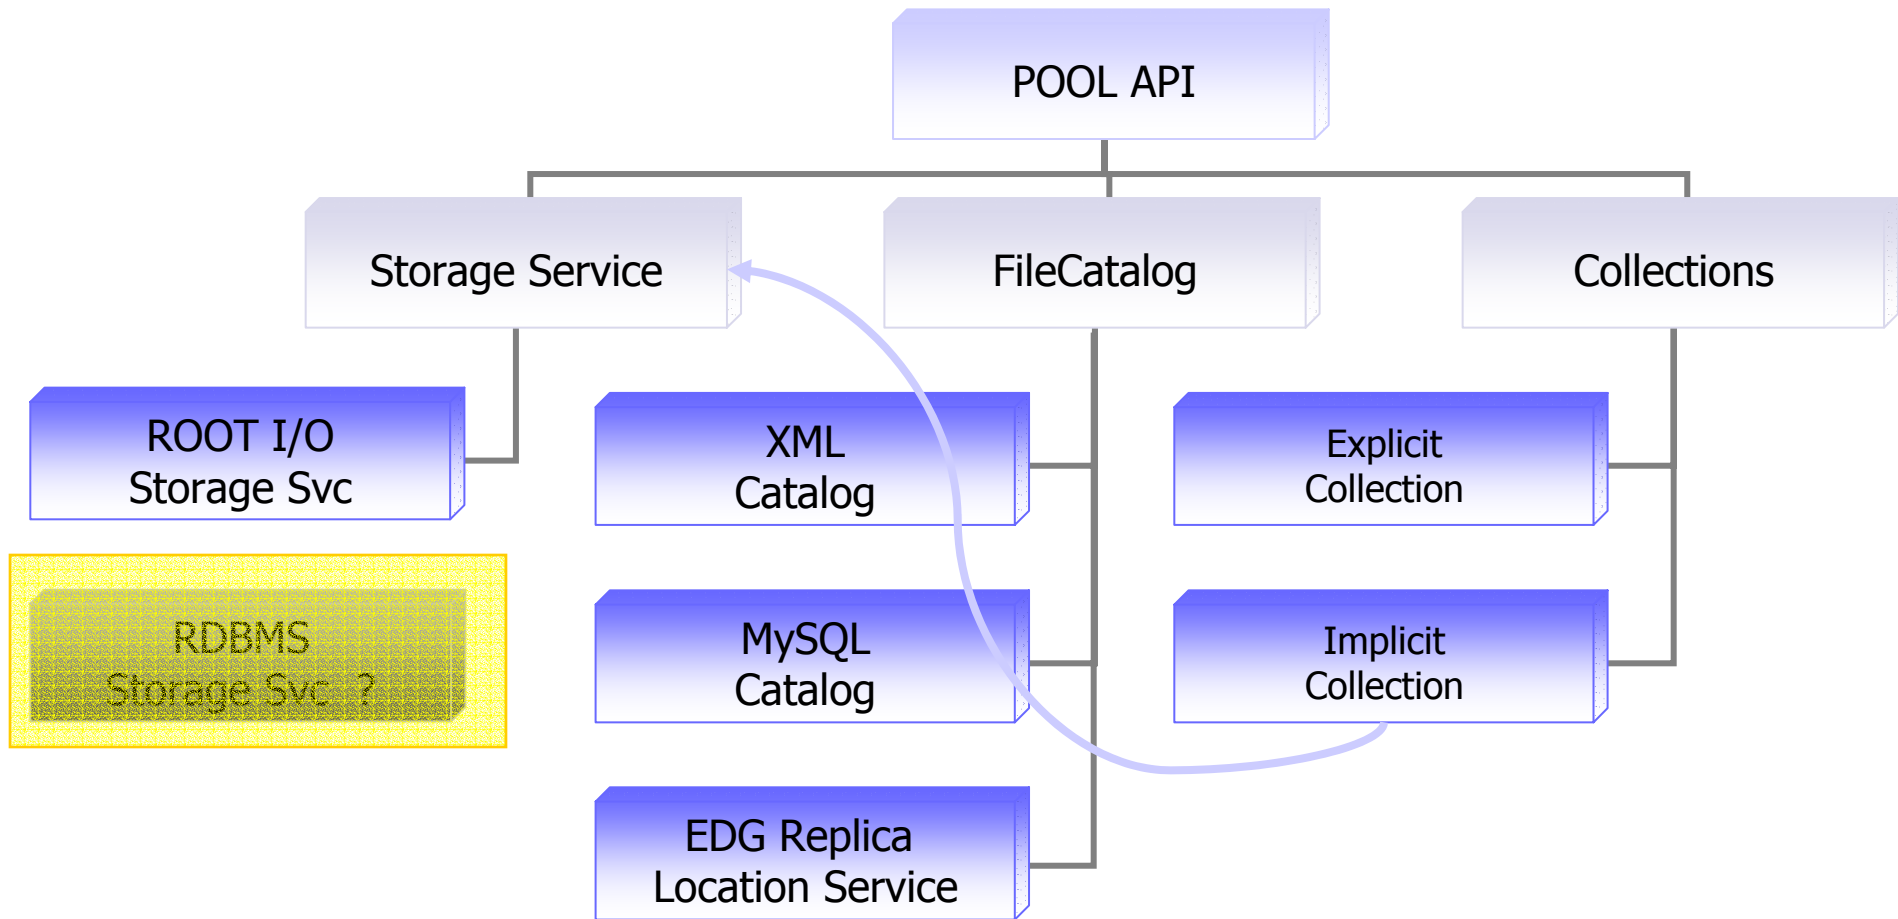 POOL API
Storage Service
FileCatalog
Collections
ROOT I/O
Storage Svc
XML
Catalog
Explicit
Collection
RDBMS
Storage Svc ?
MySQL
Catalog
Implicit
Collection
EDG Replica
Location Service